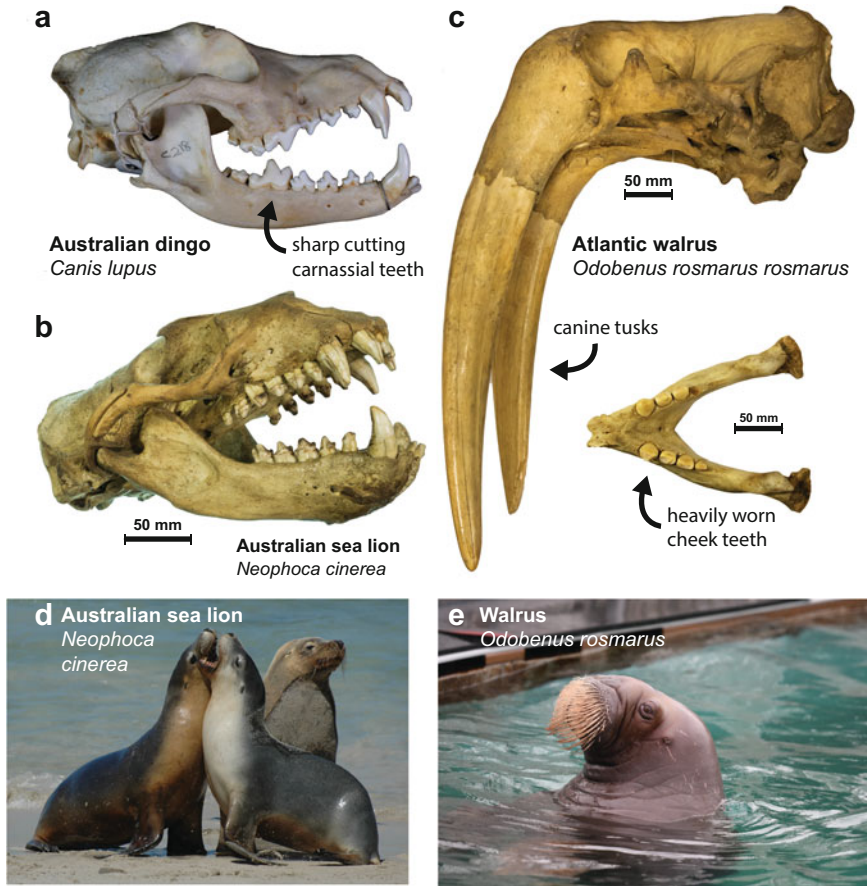 a
Australian dingo
Canis lupus
sharp cutting
carnassial teeth
b
50 mm
Australian sea lion
Neophoca cinerea
c
50 mm
Atlantic walrus
Odobenus rosmarus rosmarus
canine tusks
50 mm
heavily worn
cheek teeth
d Australian sea lion
Neophoca
cinerea
e Walrus
Odobenus rosmarus